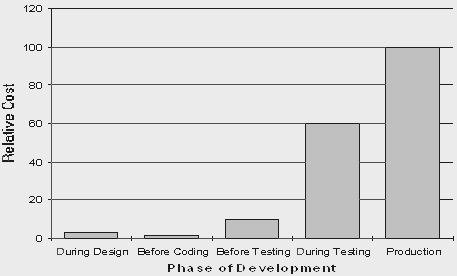 120
100
80
60
40
20
0
Relative Cost
During Design Before Coding Before Testing During Testing Production
Phase of Development